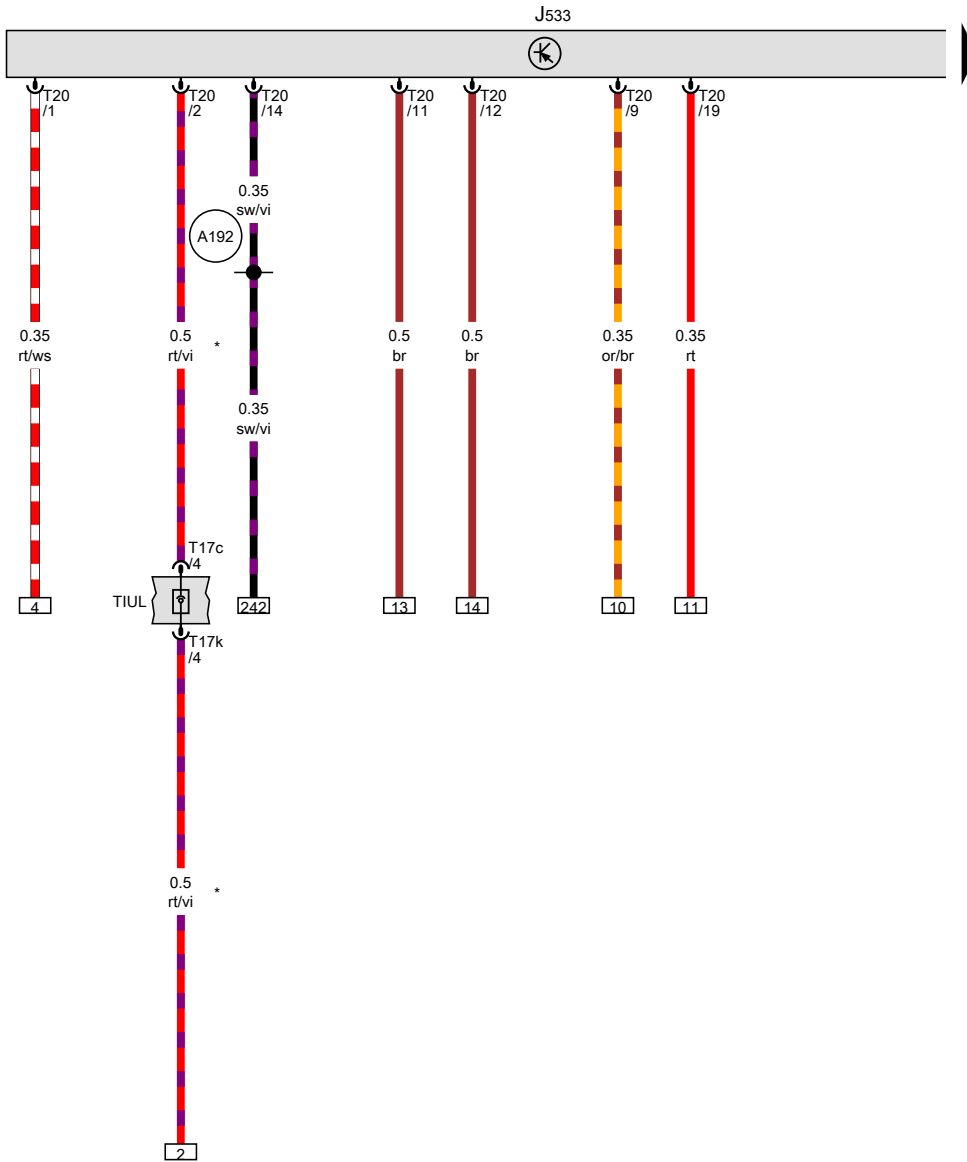 J533
T20
/1
T20
/2
T20
/14
T20
/11
T20
/12
T20
/9
T20
/19
0.35
sw/vi
A192
0.35
rt/ws
0.5
rt/vi
*
0.5
br
0.5
br
0.35
or/br
0.35
rt
0.35
sw/vi
T17c
/4
TIUL
4
242
13
14
10
11
T17k
/4
0.5
rt/vi
*
2